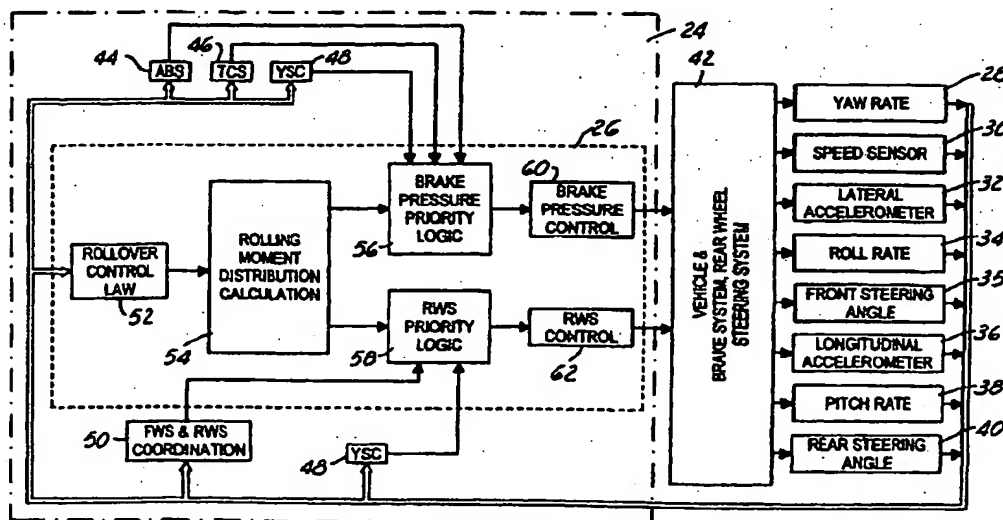 24
44
ABS
46
TCS
48
YSC
42
28
YAW RATE
30
SPEED SENSOR
26
32
LATERAL
ACCELEROMETER
34
ROLL RATE
35
FRONT STEERING
ANGLE
36
LONGITUDINAL
ACCELEROMETER
38
PITCH RATE
40
REAR STEERING
ANGLE
VEHICLE &
BRAKE SYSTEM, REAR WHEEL
STEERING SYSTEM
BRAKE
PRESSURE
PRIORITY
LOGIC
56
60
BRAKE
PRESSURE CONTROL
ROLLOVER CONTROL
LAW
52
ROLLING
MOMENT
DISTRIBUTION
CALCULATION
54
RWS
PRIORITY
LOGIC
58
RWS CONTROL
62
50
FWS & RWS
COORDINATION
48
YSC